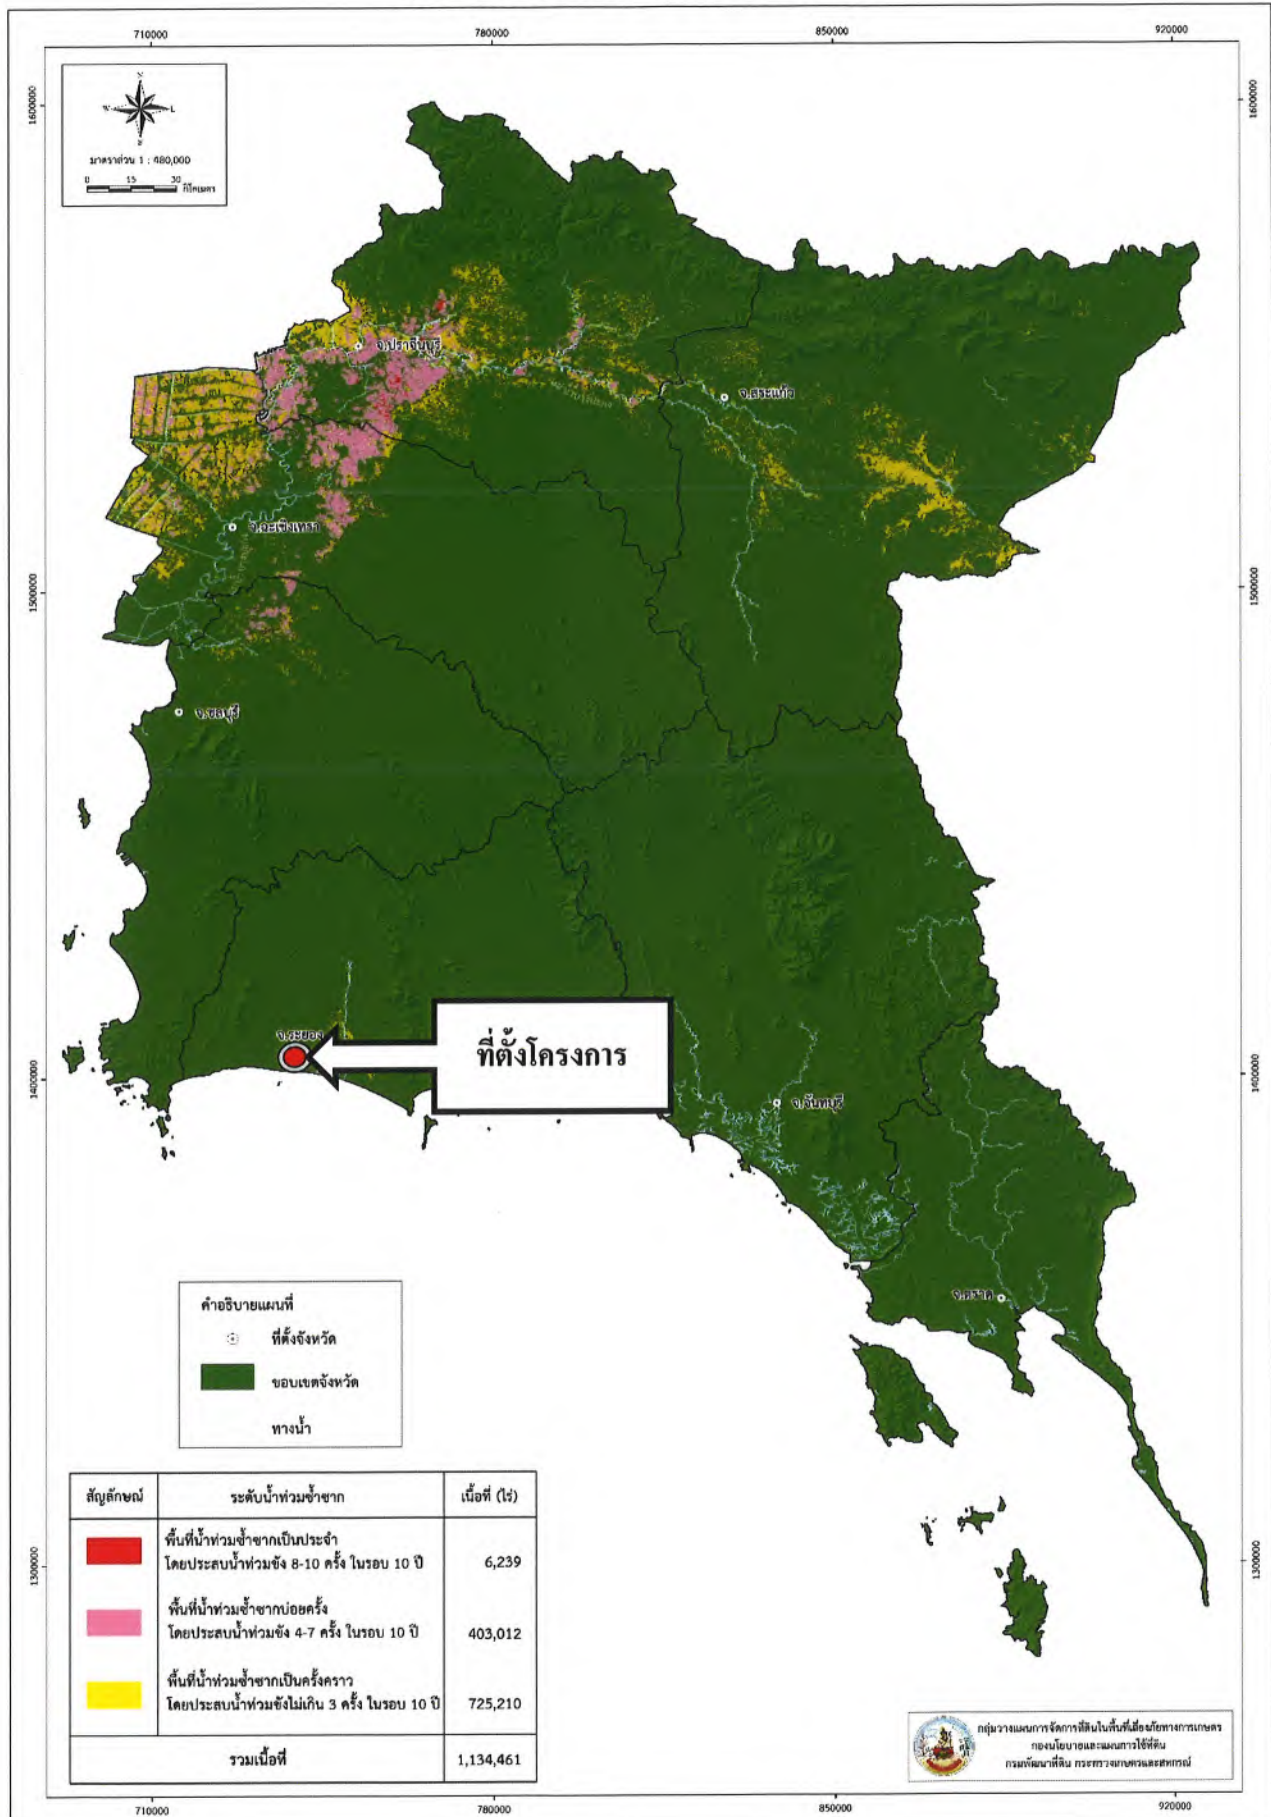 710000 780000 850000 920000
1600000 1600000
N
W L
มาตราส่วน 1 : 480,000
0 15 30
กิโลเมตร
จ.ปราจีนบุรี
จ.สระแก้ว
จ.ฉะเชิงเทรา
1500000 1500000
จ.ชลบุรี
จ.ระยอง
ที่ตั้งโครงการ
1400000 1400000
จ.จันทบุรี
จ.ตราด
คำอธิบายแผนที่
ที่ตั้งจังหวัด
ขอบเขตจังหวัด
ทางน้ำ
สัญลักษณ์ ระดับน้ำท่วมซ้ำซาก เนื้อที่ (ไร่)
พื้นที่น้ำท่วมซ้ำซากเป็นประจำ
โดยประสบน้ำท่วมขัง 8-10 ครั้ง ในรอบ 10 ปี 6,239
1300000 1300000
พื้นที่น้ำท่วมซ้ำซากบ่อยครั้ง
โดยประสบน้ำท่วมขัง 4-7 ครั้ง ในรอบ 10 ปี 403,012
พื้นที่น้ำท่วมซ้ำซากเป็นครั้งคราว
โดยประสบน้ำท่วมขังไม่เกิน 3 ครั้ง ในรอบ 10 ปี 725,210
รวมเนื้อที่ 1,134,461
กลุ่มวางแผนการจัดการที่ดินในพื้นที่เสี่ยงภัยทางการเกษตร
กองนโยบายและแผนการใช้ที่ดิน
กรมพัฒนาที่ดิน กระทรวงเกษตรและสหกรณ์
710000 780000 850000 920000